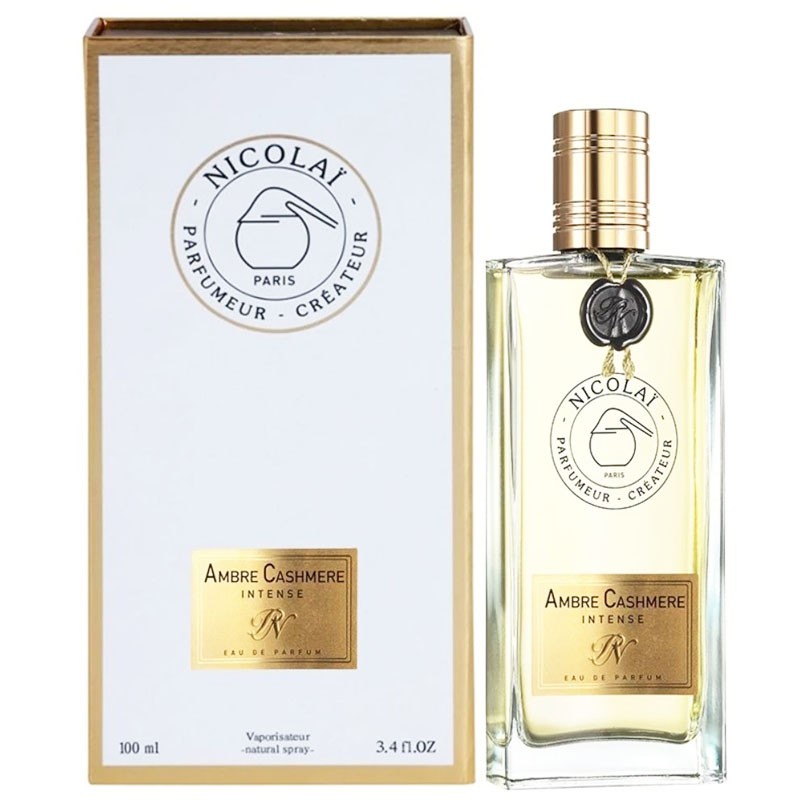 - NICOLAÏ -
PARIS
PARFUMEUR - CRÉATEUR
AMBRE CASHMERE
INTENSE
PN
EAU DE PARFUM
100 ml
Vaporisateur
-natural spray-
3.4 fl.OZ
PN
- NICOLAÏ -
PARIS
PARFUMEUR - CRÉATEUR
AMBRE CASHMERE
INTENSE
PN
EAU DE PARFUM